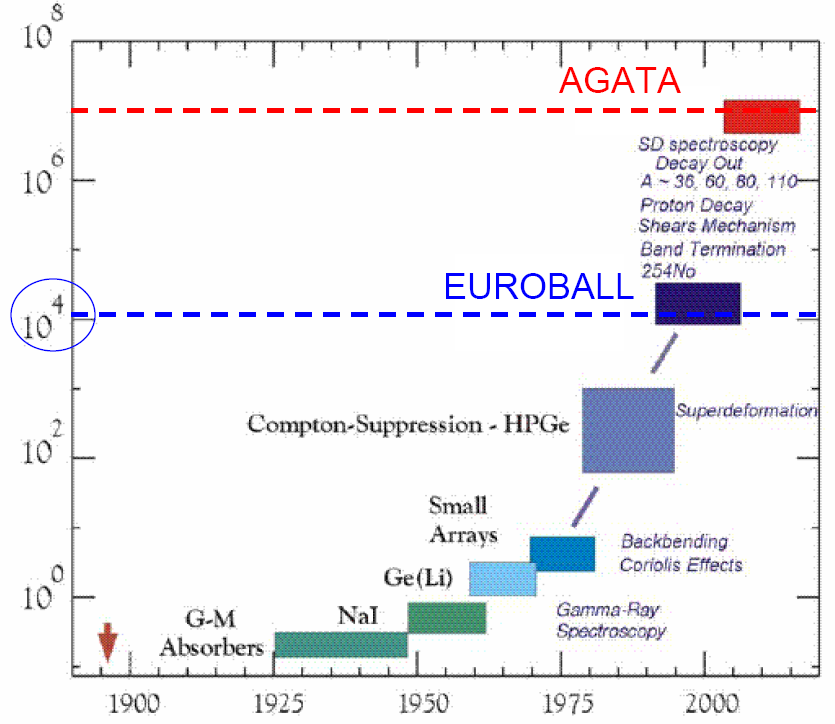 10^8
AGATA
SD spectroscopy
Decay Out
10^6
A ~ 36, 60, 80, 110
Proton Decay
Shears Mechanism
Band Termination
254No
EUROBALL
10^4
Superdeformation
Compton-Suppression - HPGe
10^2
Small
Arrays
Backbending
Coriolis Effects
Ge(Li)
10^0
Gamma-Ray
Spectroscopy
NaI
G-M
Absorbers
1900 1925 1950 1975 2000